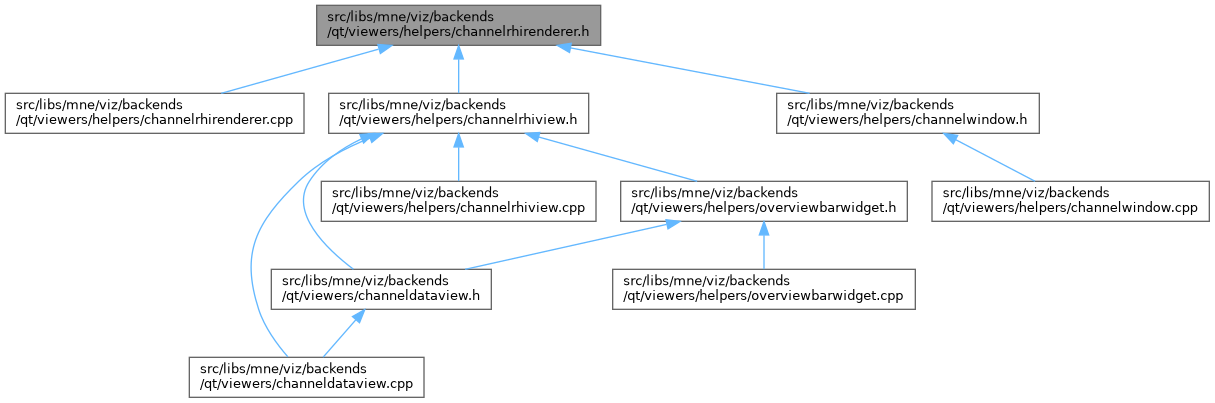 src/libs/mne/viz/backends
/qt/viewers/helpers/channelrhirenderer.h
src/libs/mne/viz/backends
/qt/viewers/helpers/channelrhirenderer.cpp
src/libs/mne/viz/backends
/qt/viewers/helpers/channelrhiview.h
src/libs/mne/viz/backends
/qt/viewers/helpers/channelwindow.h
src/libs/mne/viz/backends
/qt/viewers/helpers/channelrhiview.cpp
src/libs/mne/viz/backends
/qt/viewers/helpers/overviewbarwidget.h
src/libs/mne/viz/backends
/qt/viewers/helpers/channelwindow.cpp
src/libs/mne/viz/backends
/qt/viewers/channeldataview.h
src/libs/mne/viz/backends
/qt/viewers/helpers/overviewbarwidget.cpp
src/libs/mne/viz/backends
/qt/viewers/channeldataview.cpp